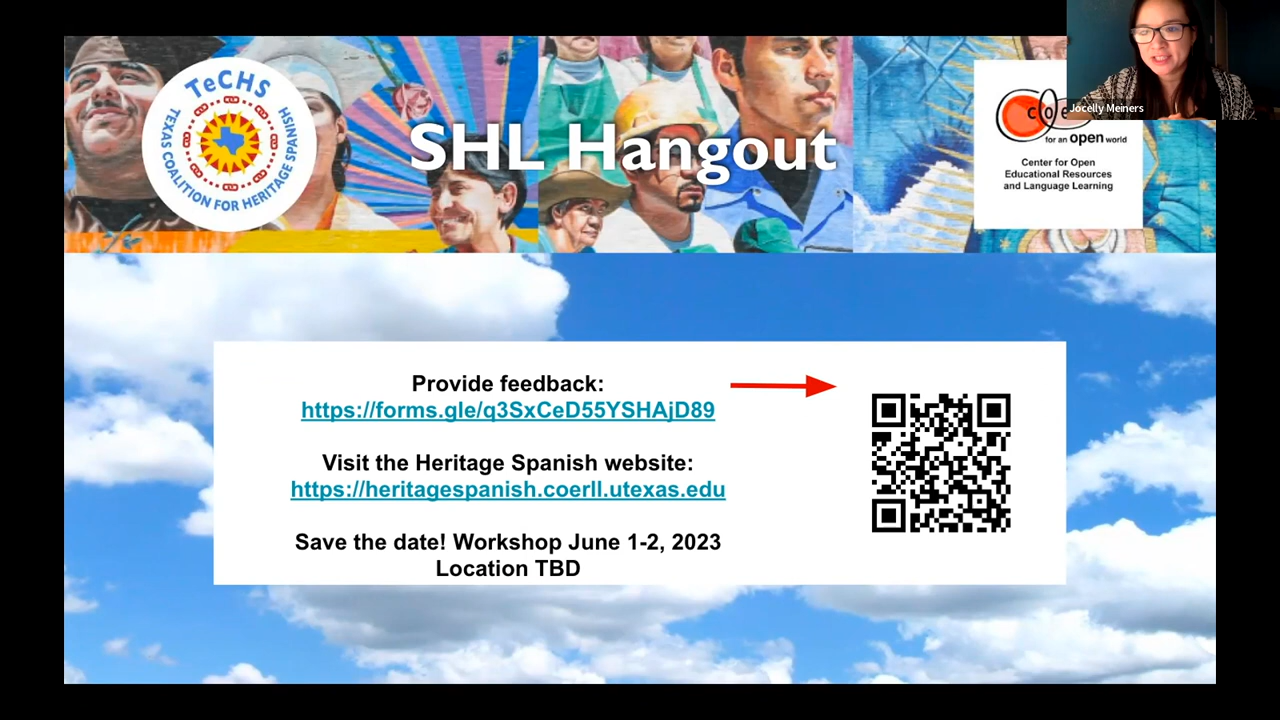 TeCHS
TEXAS COALITION FOR HERITAGE SPANISH
SHL Hangout
Jocelly Meiners
for an open world
Center for Open
Educational Resources
and Language Learning
Provide feedback:
https://forms.gle/q3SxCeD55YSHAjD89
Visit the Heritage Spanish website:
https://heritagespanish.coerll.utexas.edu
Save the date! Workshop June 1-2, 2023
Location TBD